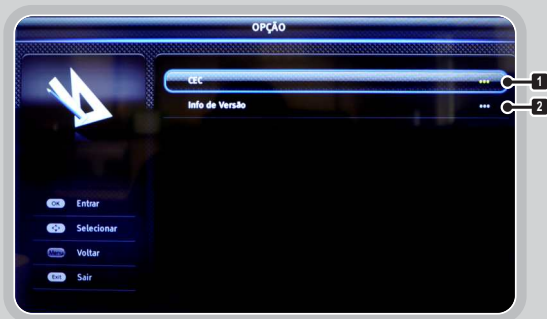 OPÇÃO
CEC ... 1
Info de Versão ... 2
OK Entrar
Selecionar
Menu Voltar
Exit Sair